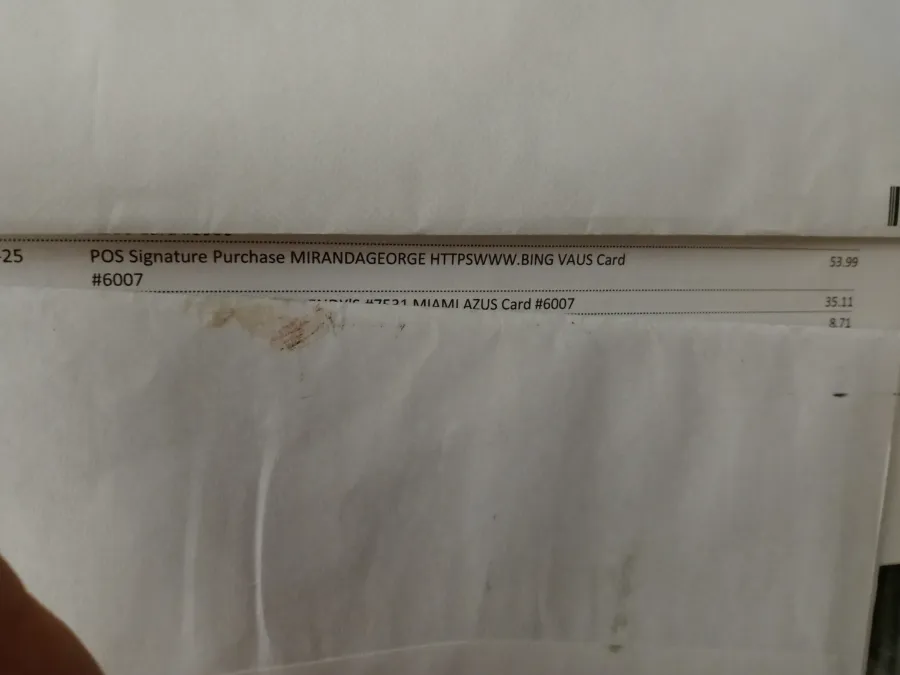 -25 POS Signature Purchase MIRANDAGEORGE HTTPSWWW.BING VAUS Card 53.99
#6007
#7531 MIAMI AZUS Card #6007 35.11
8.71